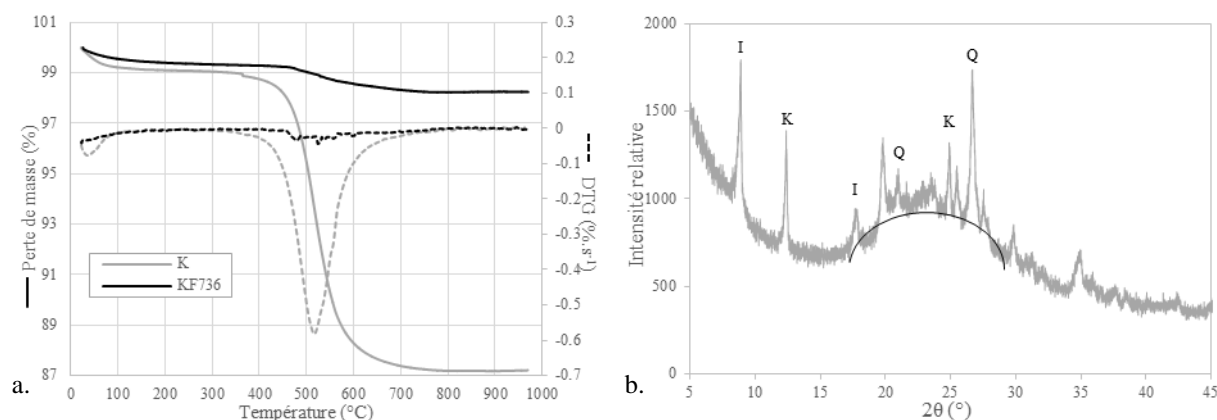 101
99
97
95
93
91
89
87
Perte de masse (%)
0.3
0.2
0.1
0
-0.1
-0.2
-0.3
-0.4
-0.5
-0.6
-0.7
DTG (%.s⁻¹)
K
KF736
0 100 200 300 400 500 600 700 800 900 1000
Température (°C)
a.
2000
1500
1000
500
0
Intensité relative
I
K
I
Q
K
Q
5 10 15 20 25 30 35 40 45
2θ (°)
b.